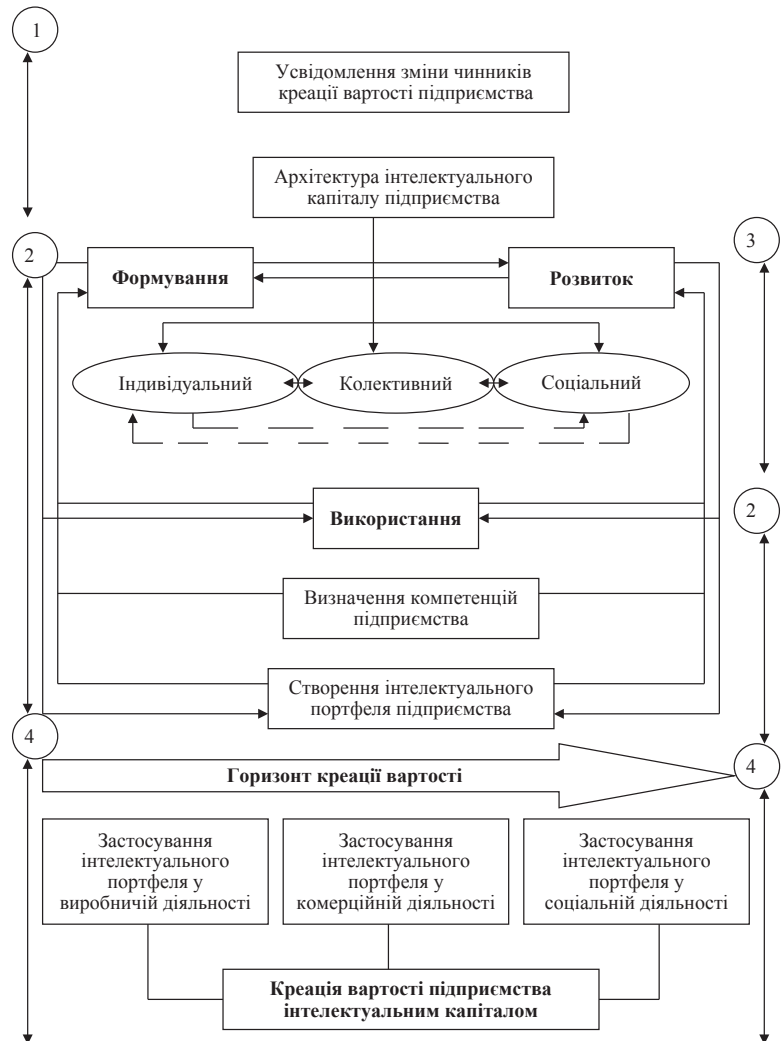 1
Усвідомлення зміни чинників
креації вартості підприємства
Архітектура інтелектуального
капіталу підприємства
2
3
Формування
Розвиток
Індивідуальний
Колективний
Соціальний
Використання
2
Визначення компетенцій
підприємства
Створення інтелектуального
портфеля підприємства
4
4
Горизонт креації вартості
Застосування
інтелектуального
портфеля у
виробничій діяльності
Застосування
інтелектуального
портфеля у
комерційній діяльності
Застосування
інтелектуального
портфеля у
соціальній діяльності
Креація вартості підприємства
інтелектуальним капіталом